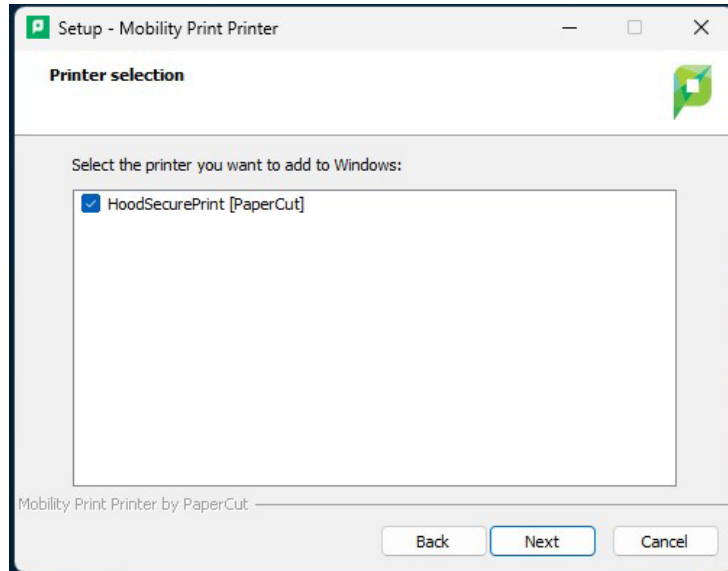 Setup - Mobility Print Printer
Printer selection
Select the printer you want to add to Windows:
HoodSecurePrint [PaperCut]
Mobility Print Printer by PaperCut
Back Next Cancel